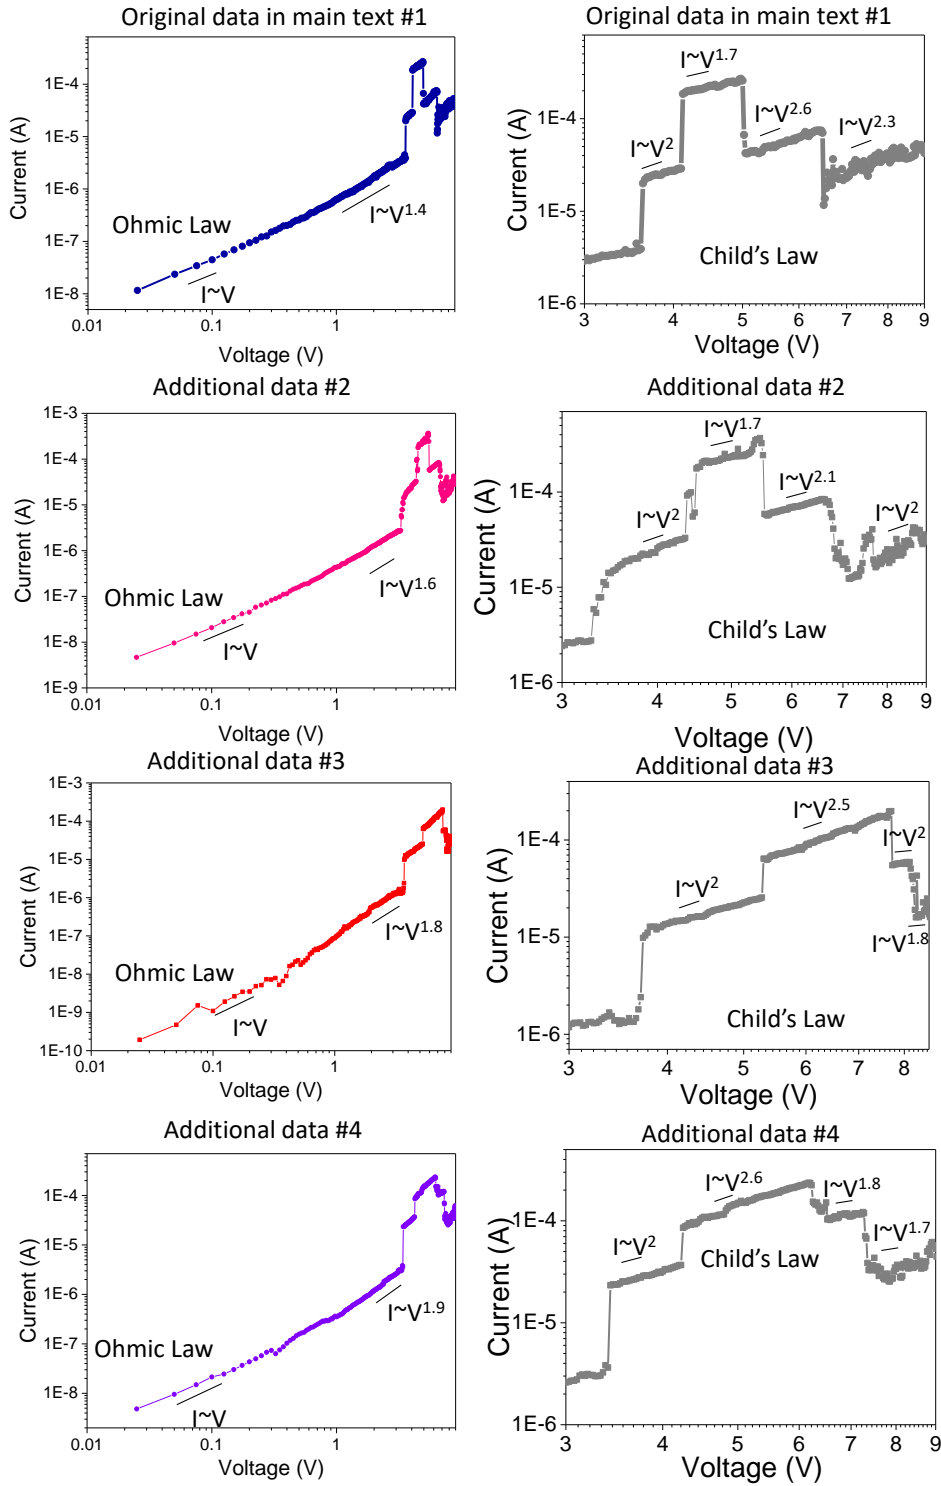 Original data in main text #1
1E-4
1E-5
1E-6
1E-7
1E-8
Current (A)
Ohmic Law
I~V
I~V1.4
0.01
0.1
1
Voltage (V)
Original data in main text #1
1E-4
1E-5
1E-6
Current (A)
I~V2
I~V1.7
I~V2.6
I~V2.3
Child's Law
3
4
5
6
7
8
9
Voltage (V)
Additional data #2
1E-3
1E-4
1E-5
1E-6
1E-7
1E-8
1E-9
Current (A)
Ohmic Law
I~V
I~V1.6
0.01
0.1
1
Voltage (V)
Additional data #2
1E-4
1E-5
1E-6
Current (A)
I~V2
I~V1.7
I~V2.1
I~V2
Child's Law
3
4
5
6
7
8
9
Voltage (V)
Additional data #3
1E-3
1E-4
1E-5
1E-6
1E-7
1E-8
1E-9
1E-10
Current (A)
Ohmic Law
I~V
I~V1.8
0.01
0.1
1
Voltage (V)
Additional data #3
1E-4
1E-5
1E-6
Current (A)
I~V2
I~V2.5
I~V2
I~V1.8
Child's Law
3
4
5
6
7
8
Voltage (V)
Additional data #4
1E-4
1E-5
1E-6
1E-7
1E-8
Current (A)
Ohmic Law
I~V
I~V1.9
0.01
0.1
1
Voltage (V)
Additional data #4
1E-4
1E-5
1E-6
Current (A)
I~V2
I~V2.6
I~V1.8
I~V1.7
Child's Law
3
4
5
6
7
8
9
Voltage (V)